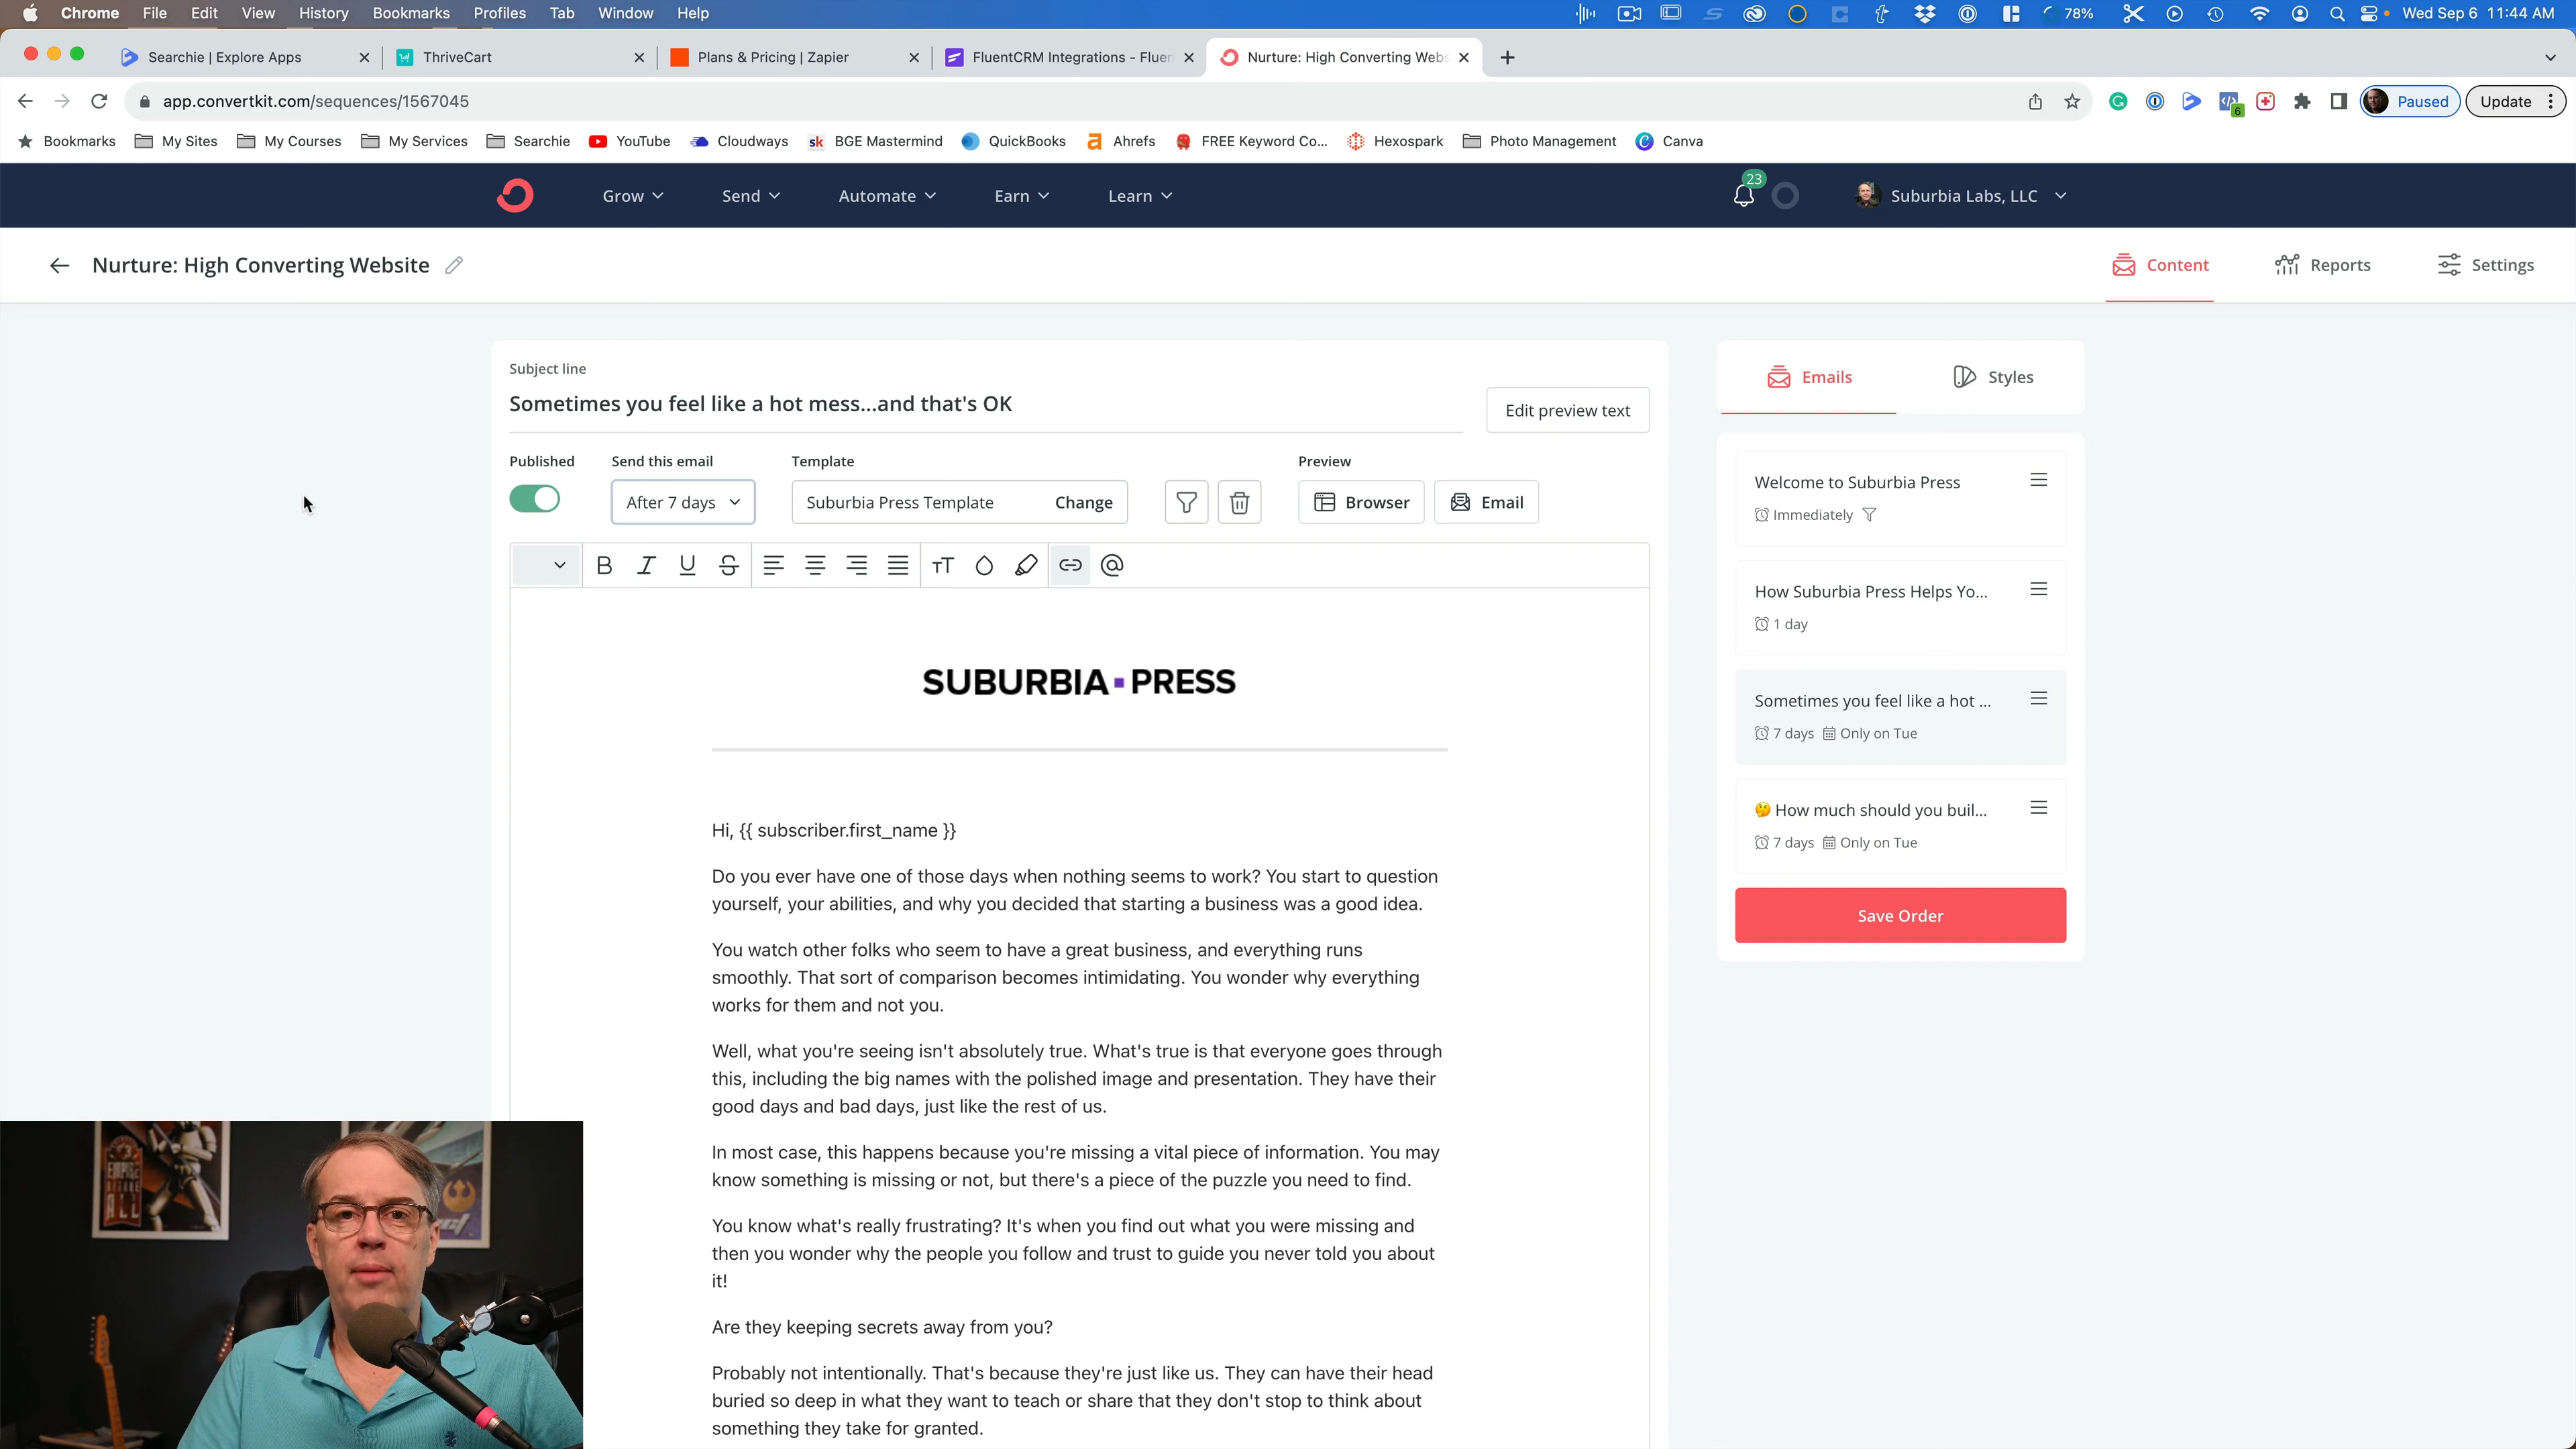 Chrome File Edit View History Bookmarks Profiles Tab Window Help 78% Wed Sep 6 11:44 AM
Searchie | Explore Apps ThriveCart Plans & Pricing | Zapier FluentCRM Integrations - Fluen Nurture: High Converting Webs
app.convertkit.com/sequences/1567045 6 Paused Update
Bookmarks My Sites My Courses My Services Searchie YouTube Cloudways sk BGE Mastermind QuickBooks Ahrefs FREE Keyword Co... Hexospark Photo Management Canva
Grow Send Automate Earn Learn 23 Suburbia Labs, LLC
Nurture: High Converting Website Content Reports Settings
Subject line
Sometimes you feel like a hot mess...and that's OK
Edit preview text
Published Send this email Template Preview
After 7 days Suburbia Press Template Change Browser Email
SUBURBIA PRESS
Hi, {{ subscriber.first_name }}
Do you ever have one of those days when nothing seems to work? You start to question
yourself, your abilities, and why you decided that starting a business was a good idea.
You watch other folks who seem to have a great business, and everything runs
smoothly. That sort of comparison becomes intimidating. You wonder why everything
works for them and not you.
Well, what you're seeing isn't absolutely true. What's true is that everyone goes through
this, including the big names with the polished image and presentation. They have their
good days and bad days, just like the rest of us.
In most case, this happens because you're missing a vital piece of information. You may
know something is missing or not, but there's a piece of the puzzle you need to find.
You know what's really frustrating? It's when you find out what you were missing and
then you wonder why the people you follow and trust to guide you never told you about
it!
Are they keeping secrets away from you?
Probably not intentionally. That's because they're just like us. They can have their head
buried so deep in what they want to teach or share that they don't stop to think about
something they take for granted.
Emails Styles
Welcome to Suburbia Press
Immediately
How Suburbia Press Helps Yo...
1 day
Sometimes you feel like a hot ...
7 days Only on Tue
🤔 How much should you buil...
7 days Only on Tue
Save Order